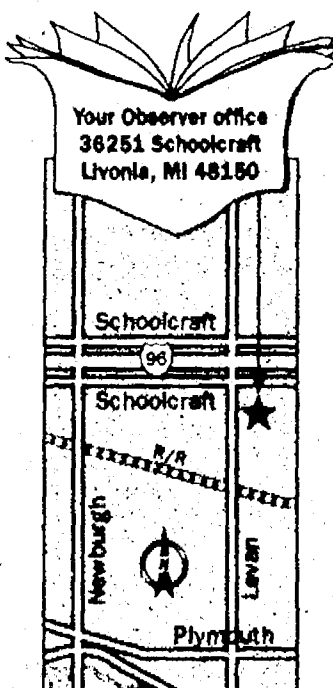 Your Observer office
36251 Schoolcraft
Livonia, MI 48150
Schoolcraft
96
Schoolcraft
R/R
Newburgh
Levan
Plymouth